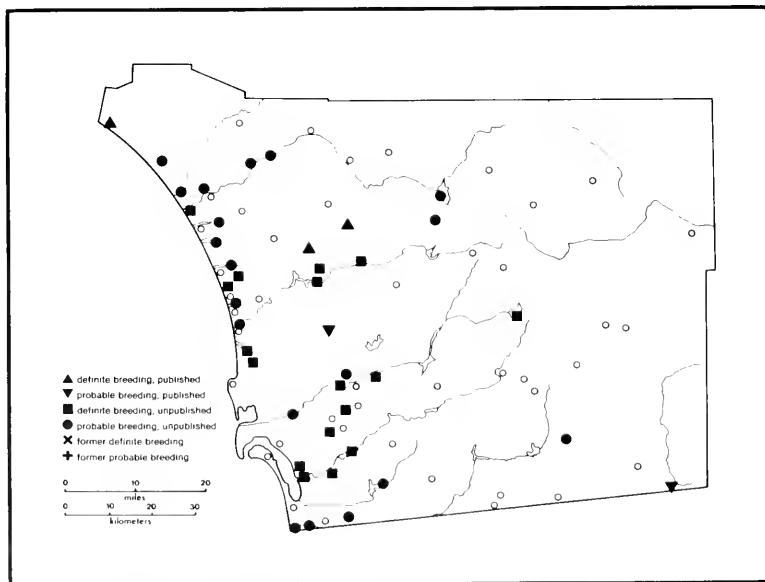 definite breeding, published
probable breeding, published
definite breeding, unpublished
probable breeding, unpublished
former definite breeding
former probable breeding
0 10 20
miles
0 10 20 30
kilometers